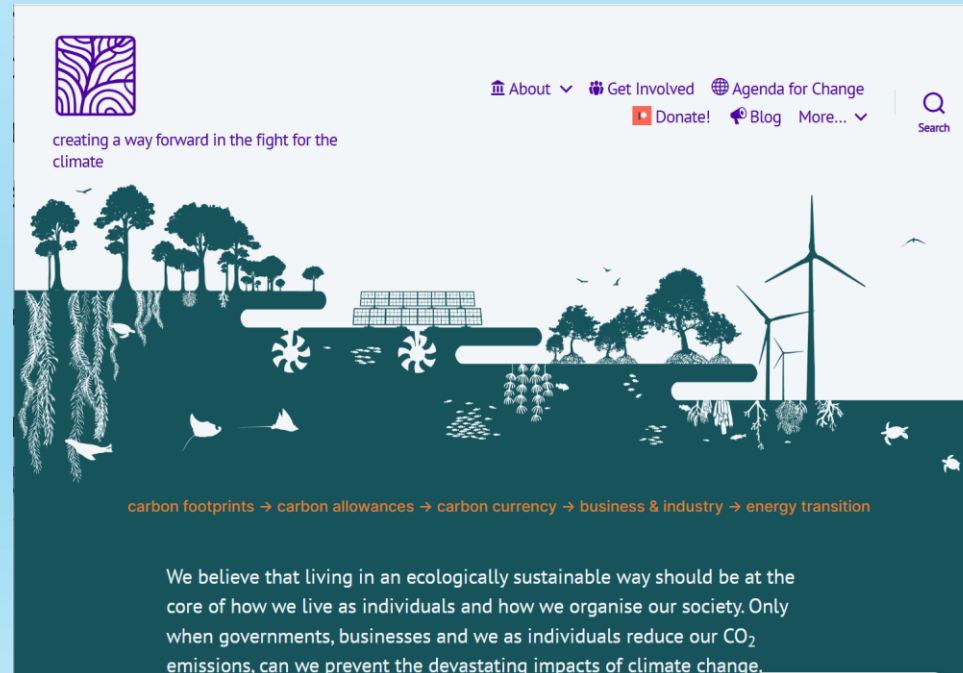 About
Get Involved
Agenda for Change
Donate!
Blog
More...
Search
creating a way forward in the fight for the
climate
carbon footprints → carbon allowances → carbon currency → business & industry → energy transition
We believe that living in an ecologically sustainable way should be at the
core of how we live as individuals and how we organise our society. Only
when governments, businesses and we as individuals reduce our CO₂
emissions, can we prevent the devastating impacts of climate change,